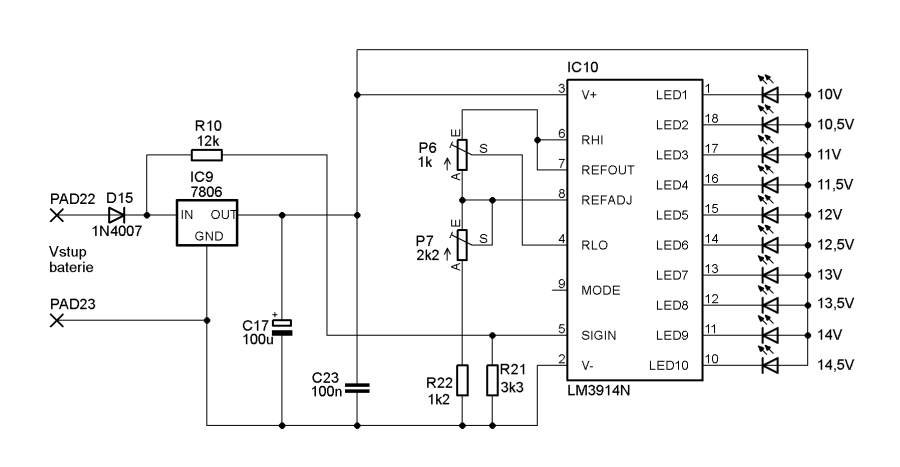 IC10
3 V+ LED1 1 10V
LED2 18 10,5V
R10
12k
P6
1k
E
S
A
6 RHI
LED3 17 11V
7 REFOUT
IC9
7806
LED4 16 11,5V
PAD22
D15
1N4007
IN OUT
GND
8 REFADJ
LED5 15 12V
P7
2k2
E
S
A
4 RLO
LED6 14 12,5V
Vstup
baterie
LED7 13 13V
9 MODE
PAD23
LED8 12 13,5V
+
C17
100u
5 SIGIN
LED9 11 14V
2 V-
LED10 10 14,5V
C23
100n
R22
1k2
R21
3k3
LM3914N